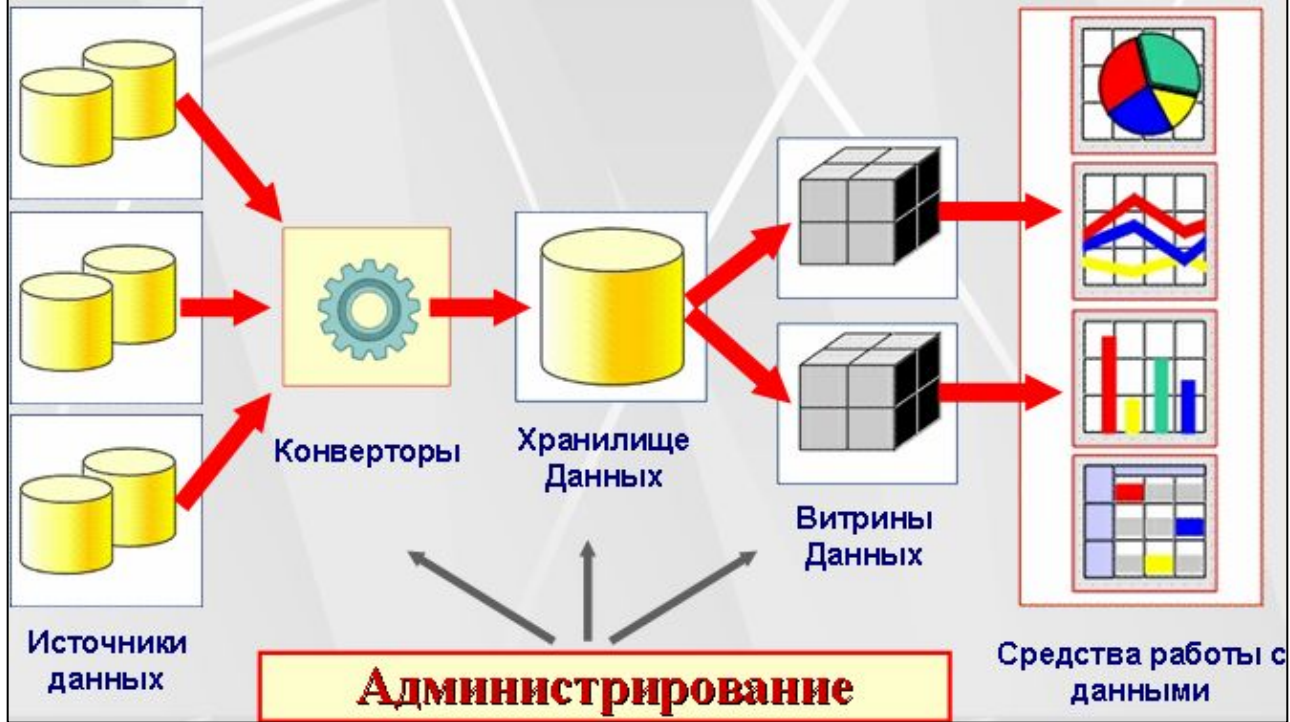 Источники
данных
Конверторы
Хранилище
Данных
Витрины
Данных
Средства работы с
данными
Администрирование